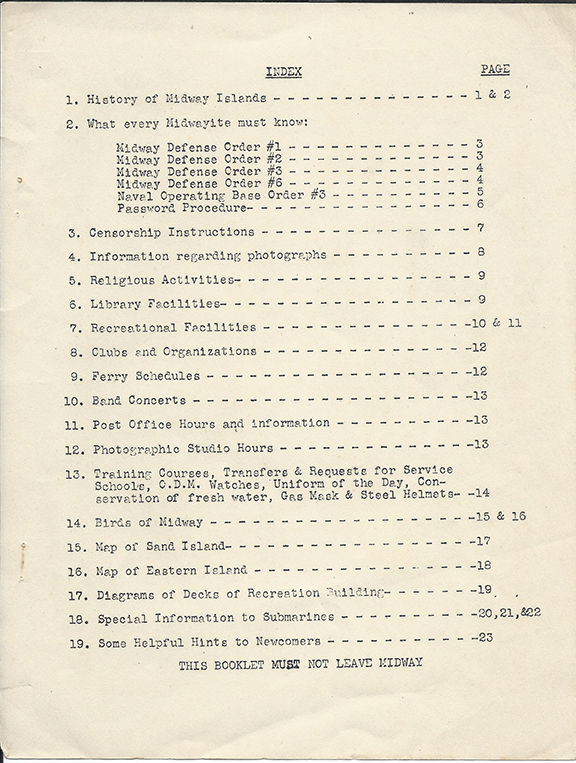 INDEX PAGE
1. History of Midway Islands - - - - - - - - - - - - - - - 1 & 2
2. What every Midwayite must know:
Midway Defense Order #1 - - - - - - - - - - - - - - 3
Midway Defense Order #2 - - - - - - - - - - - - - - 3
Midway Defense Order #3 - - - - - - - - - - - - - - 4
Midway Defense Order #6 - - - - - - - - - - - - - - 4
Naval Operating Base Order #3 - - - - - - - - - - - 5
Password Procedure- - - - - - - - - - - - - - - - - 6
3. Censorship Instructions - - - - - - - - - - - - - - - - 7
4. Information regarding photographs - - - - - - - - - - - 8
5. Religious Activities- - - - - - - - - - - - - - - - - - 9
6. Library Facilities- - - - - - - - - - - - - - - - - - - 9
7. Recreational Facilities - - - - - - - - - - - - - - - -10 & 11
8. Clubs and Organizations - - - - - - - - - - - - - - - -12
9. Ferry Schedules - - - - - - - - - - - - - - - - - - - -12
10. Band Concerts - - - - - - - - - - - - - - - - - - - - -13
11. Post Office Hours and information - - - - - - - - - - -13
12. Photographic Studio Hours - - - - - - - - - - - - - - -13
13. Training Courses, Transfers & Requests for Service
Schools, O.D.M. Watches, Uniform of the Day, Con-
servation of fresh water, Gas Mask & Steel Helmets- -14
14. Birds of Midway - - - - - - - - - - - - - - - - - - - -15 & 16
15. Map of Sand Island- - - - - - - - - - - - - - - - - - -17
16. Map of Eastern Island - - - - - - - - - - - - - - - - -18
17. Diagrams of Decks of Recreation Building- - - - - - - -19
18. Special Information to Submarines - - - - - - - - - - -20,21,&22
19. Some Helpful Hints to Newcomers - - - - - - - - - - - -23
THIS BOOKLET MUST NOT LEAVE MIDWAY